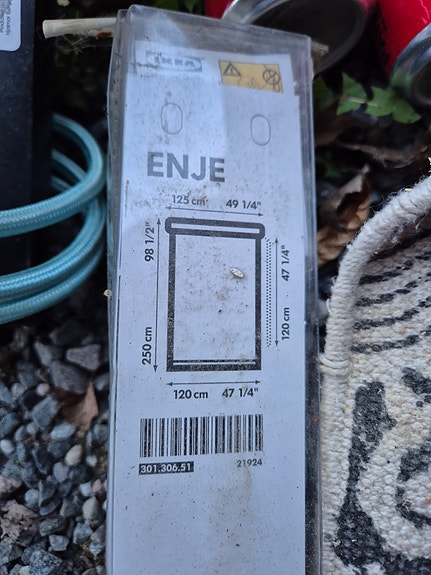 IKEA
ENJE
125 cm 49 1/4"
98 1/2"
250 cm
47 1/4"
120 cm
120 cm 47 1/4"
301.306.51
21924